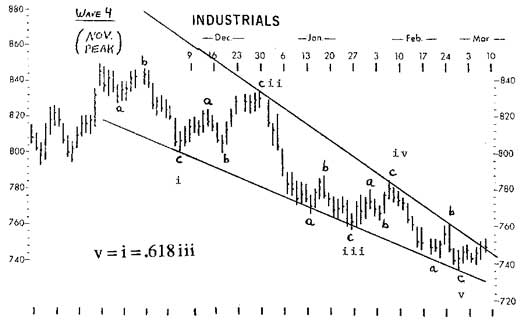 WAVE 4
INDUSTRIALS
(NOV. PEAK)
Dec Jan Feb Mar
9 16 23 30 6 13 20 27 3 10 17 24 3 10
880
860
840
820
800
780
760
740
840
820
800
780
760
740
720
a b c i
a b c ii
a b c iii
a b c iv
a b c v
v = i = .618 iii